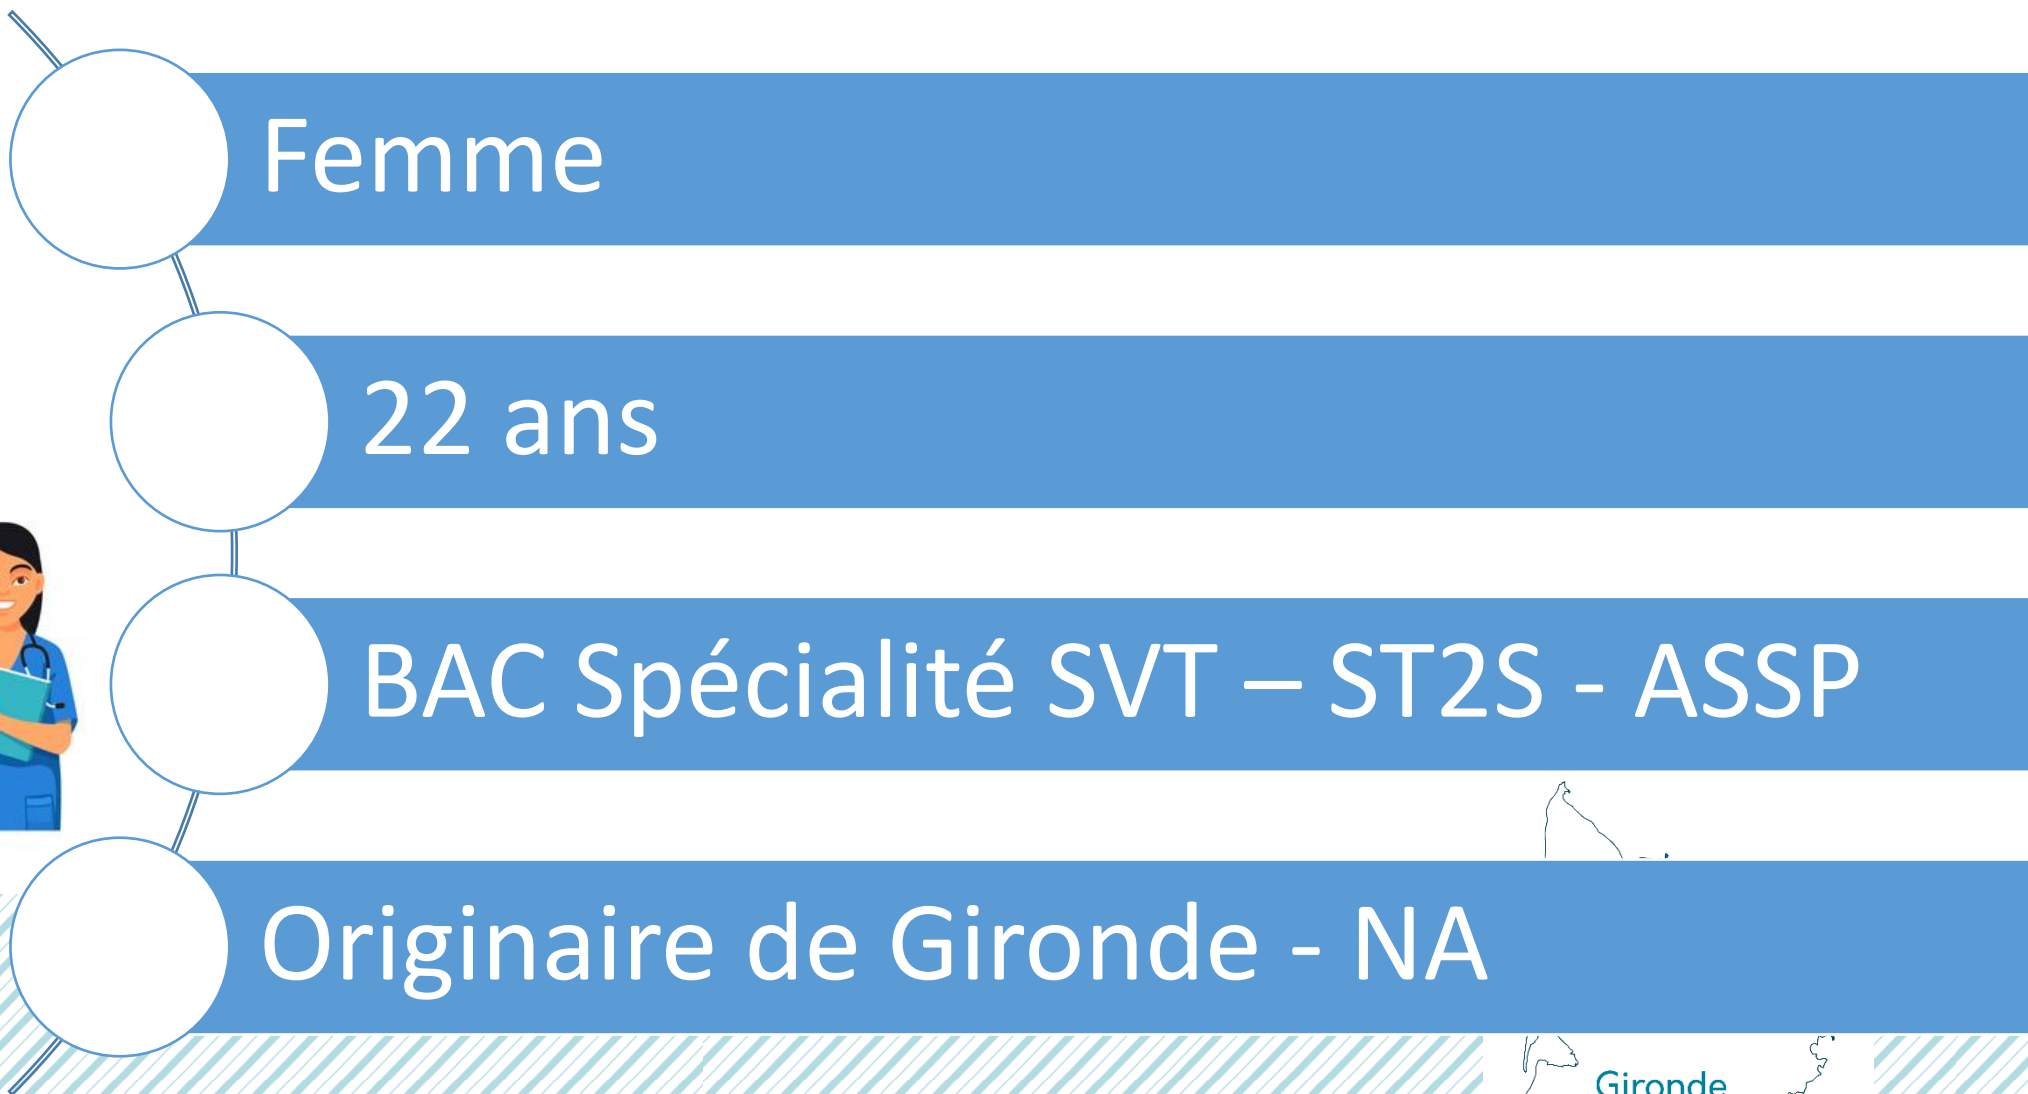 Femme
22 ans
BAC Spécialité SVT – ST2S - ASSP
Originaire de Gironde - NA
Gironde